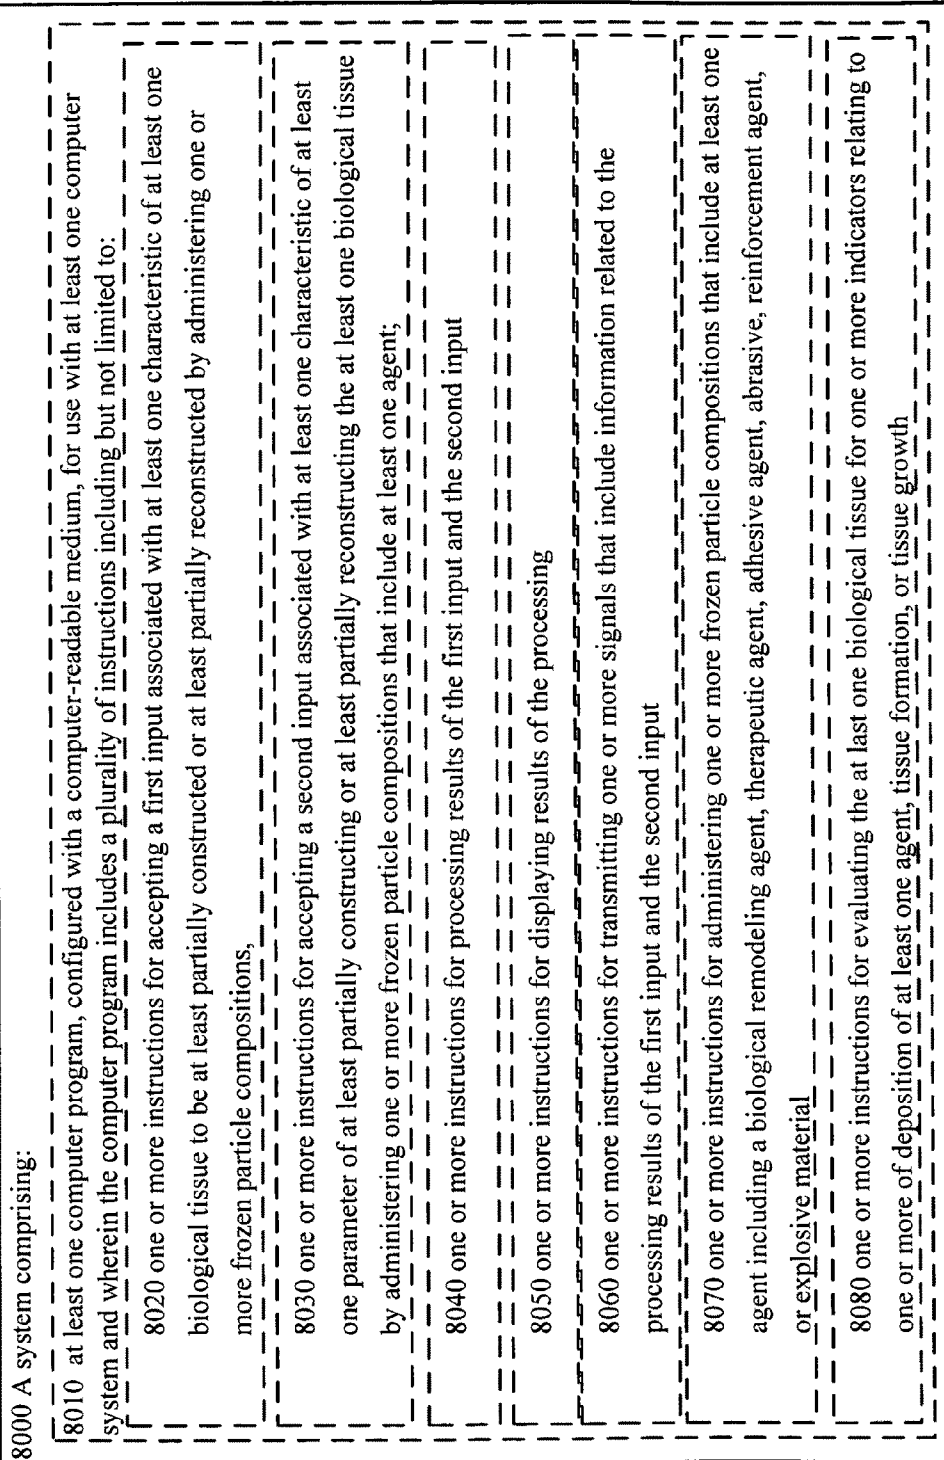 8000 A system comprising:
8010 at least one computer program, configured with a computer-readable medium, for use with at least one computer
system and wherein the computer program includes a plurality of instructions including but not limited to:
8020 one or more instructions for accepting a first input associated with at least one characteristic of at least one
biological tissue to be at least partially constructed or at least partially reconstructed by administering one or
more frozen particle compositions,
8030 one or more instructions for accepting a second input associated with at least one characteristic of at least
one parameter of at least partially constructing or at least partially reconstructing the at least one biological tissue
by administering one or more frozen particle compositions that include at least one agent;
8040 one or more instructions for processing results of the first input and the second input
8050 one or more instructions for displaying results of the processing
8060 one or more instructions for transmitting one or more signals that include information related to the
processing results of the first input and the second input
8070 one or more instructions for administering one or more frozen particle compositions that include at least one
agent including a biological remodeling agent, therapeutic agent, adhesive agent, abrasive, reinforcement agent,
or explosive material
8080 one or more instructions for evaluating the at last one biological tissue for one or more indicators relating to
one or more of deposition of at least one agent, tissue formation, or tissue growth